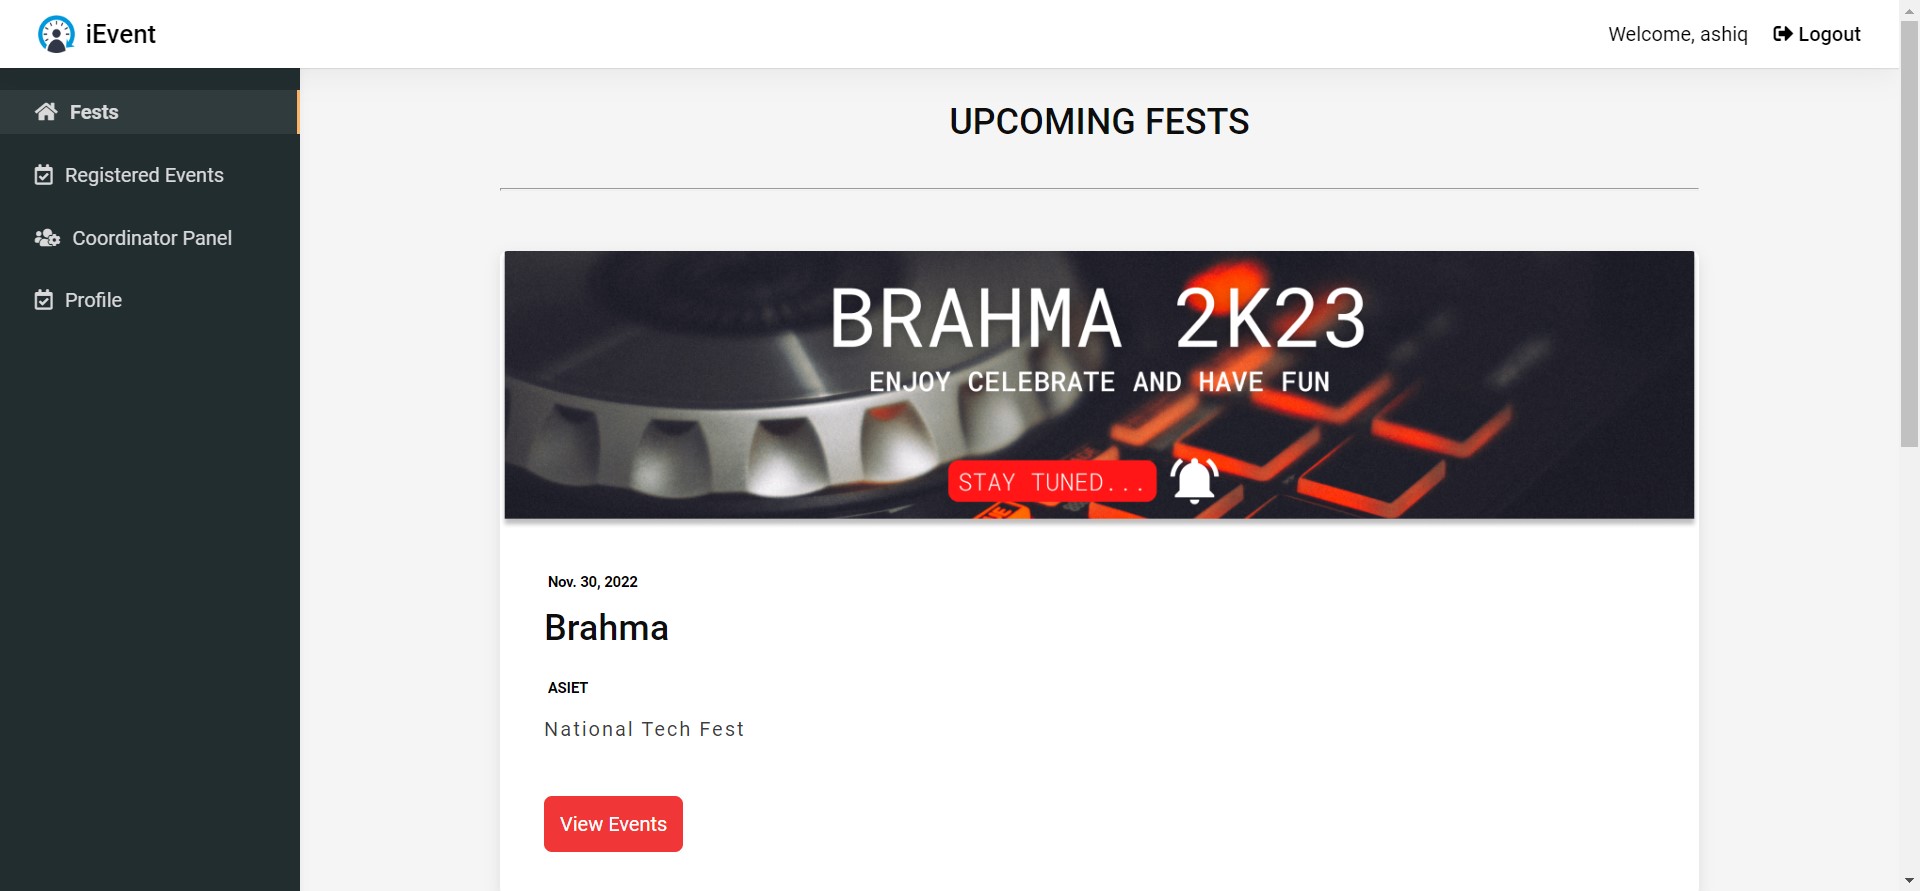 iEvent
Welcome, ashiq
Logout
Fests
Registered Events
Coordinator Panel
Profile
UPCOMING FESTS
BRAHMA 2K23
ENJOY CELEBRATE AND HAVE FUN
STAY TUNED...
Nov. 30, 2022
Brahma
ASIET
National Tech Fest
View Events